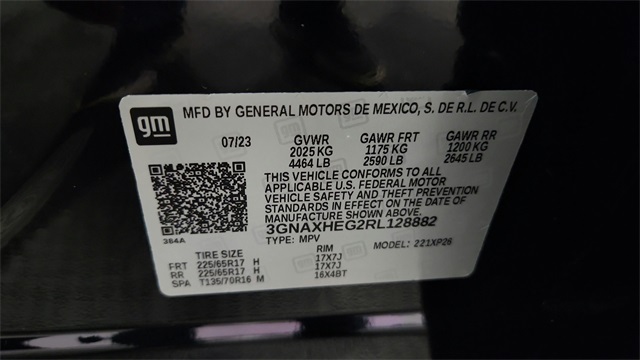 gm
MFD BY GENERAL MOTORS DE MEXICO, S. DE R.L. DE C.V.
07/23 GVWR GAWR FRT GAWR RR
2025 KG 1175 KG 1200 KG
4464 LB 2590 LB 2645 LB
THIS VEHICLE CONFORMS TO ALL
APPLICABLE U.S. FEDERAL MOTOR
VEHICLE SAFETY AND THEFT PREVENTION
STANDARDS IN EFFECT ON THE DATE OF
MANUFACTURE SHOWN ABOVE.
3GNAXHEG2RL128882
384A
TYPE: MPV MODEL: 221XP26
TIRE SIZE RIM
FRT 225/65R17 H 17X7J
RR 225/65R17 H 17X7J
SPA T135/70R16 M 16X4BT